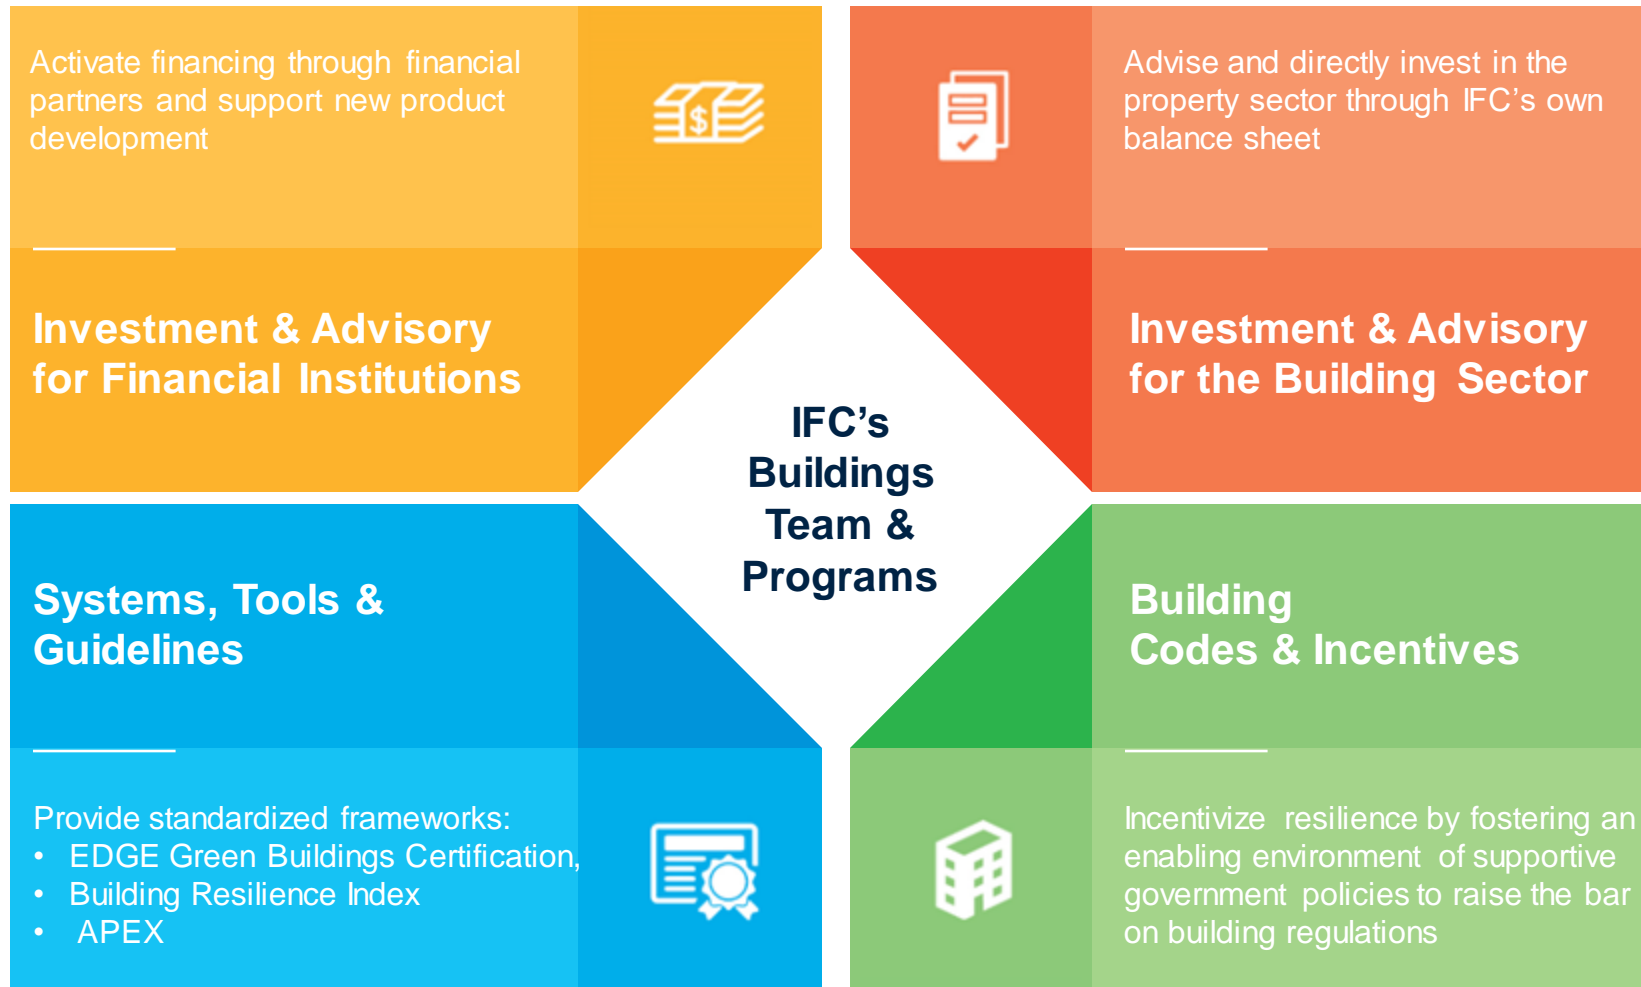 Activate financing through financial
partners and support new product
development
Investment & Advisory
for Financial Institutions
Advise and directly invest in the
property sector through IFC’s own
balance sheet
Investment & Advisory
for the Building Sector
IFC’s
Buildings
Team &
Programs
Systems, Tools &
Guidelines
Provide standardized frameworks:
• EDGE Green Buildings Certification,
• Building Resilience Index
• APEX
Building
Codes & Incentives
Incentivize resilience by fostering an
enabling environment of supportive
government policies to raise the bar
on building regulations
$